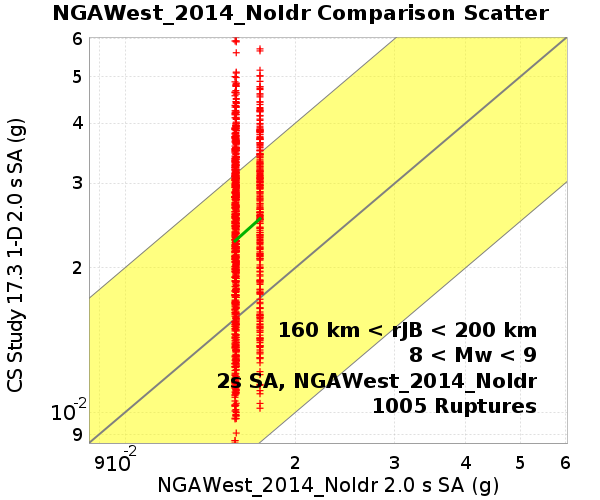 NGAWest_2014_NoIdr Comparison Scatter
CS Study 17.3 1-D 2.0 s SA (g)
6
5
4
3
2
10-2
9
160 km < rJB < 200 km
8 < Mw < 9
2s SA, NGAWest_2014_NoIdr
1005 Ruptures
9 10-2 2 3 4 5 6
NGAWest_2014_NoIdr 2.0 s SA (g)